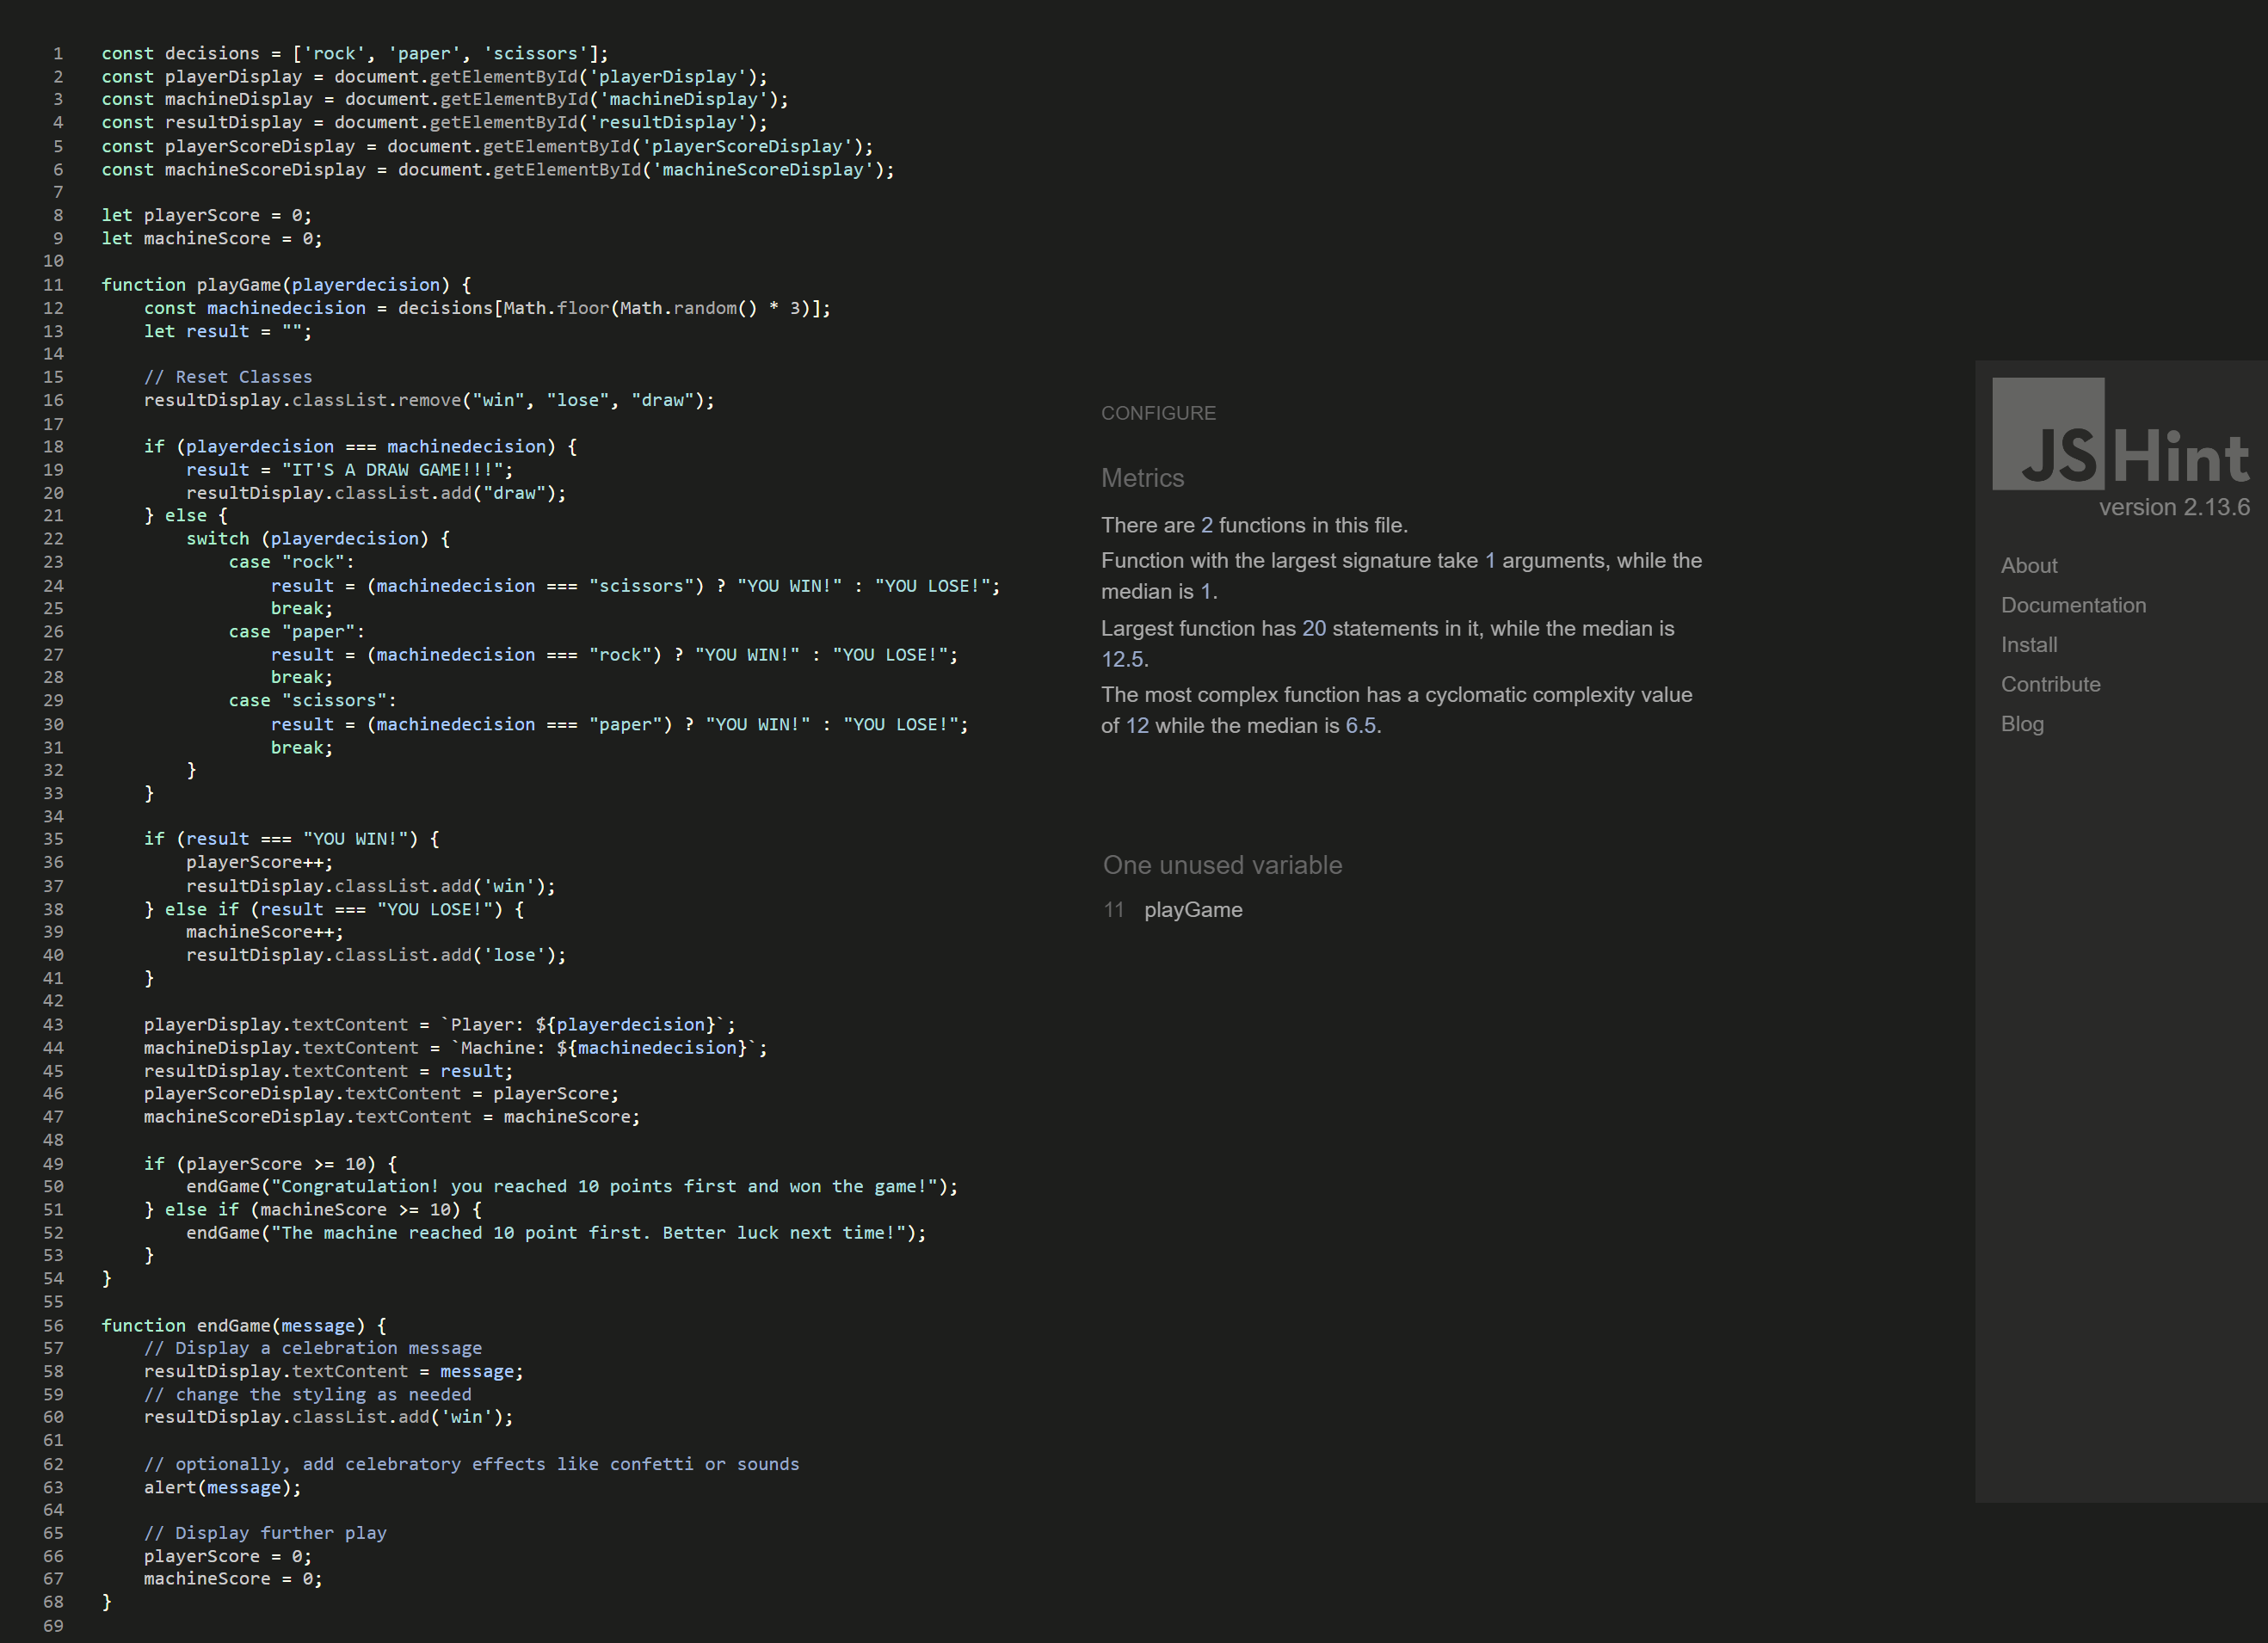 1 const decisions = ['rock', 'paper', 'scissors'];
2 const playerDisplay = document.getElementById('playerDisplay');
3 const machineDisplay = document.getElementById('machineDisplay');
4 const resultDisplay = document.getElementById('resultDisplay');
5 const playerScoreDisplay = document.getElementById('playerScoreDisplay');
6 const machineScoreDisplay = document.getElementById('machineScoreDisplay');
7
8 let playerScore = 0;
9 let machineScore = 0;
10
11 function playGame(playerdecision) {
12 const machinedecision = decisions[Math.floor(Math.random() * 3)];
13 let result = "";
14
15 // Reset Classes
16 resultDisplay.classList.remove("win", "lose", "draw");
17
18 if (playerdecision === machinedecision) {
19 result = "IT'S A DRAW GAME!!!";
20 resultDisplay.classList.add("draw");
21 } else {
22 switch (playerdecision) {
23 case "rock":
24 result = (machinedecision === "scissors") ? "YOU WIN!" : "YOU LOSE!";
25 break;
26 case "paper":
27 result = (machinedecision === "rock") ? "YOU WIN!" : "YOU LOSE!";
28 break;
29 case "scissors":
30 result = (machinedecision === "paper") ? "YOU WIN!" : "YOU LOSE!";
31 break;
32 }
33 }
34
35 if (result === "YOU WIN!") {
36 playerScore++;
37 resultDisplay.classList.add('win');
38 } else if (result === "YOU LOSE!") {
39 machineScore++;
40 resultDisplay.classList.add('lose');
41 }
42
43 playerDisplay.textContent = `Player: ${playerdecision}`;
44 machineDisplay.textContent = `Machine: ${machinedecision}`;
45 resultDisplay.textContent = result;
46 playerScoreDisplay.textContent = playerScore;
47 machineScoreDisplay.textContent = machineScore;
48
49 if (playerScore >= 10) {
50 endGame("Congratulation! you reached 10 points first and won the game!");
51 } else if (machineScore >= 10) {
52 endGame("The machine reached 10 point first. Better luck next time!");
53 }
54 }
55
56 function endGame(message) {
57 // Display a celebration message
58 resultDisplay.textContent = message;
59 // change the styling as needed
60 resultDisplay.classList.add('win');
61
62 // optionally, add celebratory effects like confetti or sounds
63 alert(message);
64
65 // Display further play
66 playerScore = 0;
67 machineScore = 0;
68 }
69
CONFIGURE
Metrics
There are 2 functions in this file.
Function with the largest signature take 1 arguments, while the
median is 1.
Largest function has 20 statements in it, while the median is
12.5.
The most complex function has a cyclomatic complexity value
of 12 while the median is 6.5.
One unused variable
11 playGame
JSHint
version 2.13.6
About
Documentation
Install
Contribute
Blog